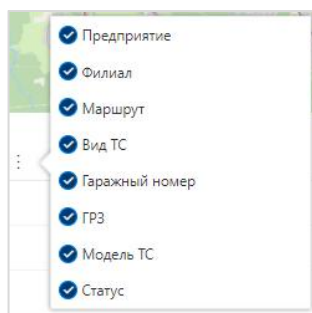 Предприятие
Филиал
Маршрут
Вид ТС
Гаражный номер
ГРЗ
Модель ТС
Статус